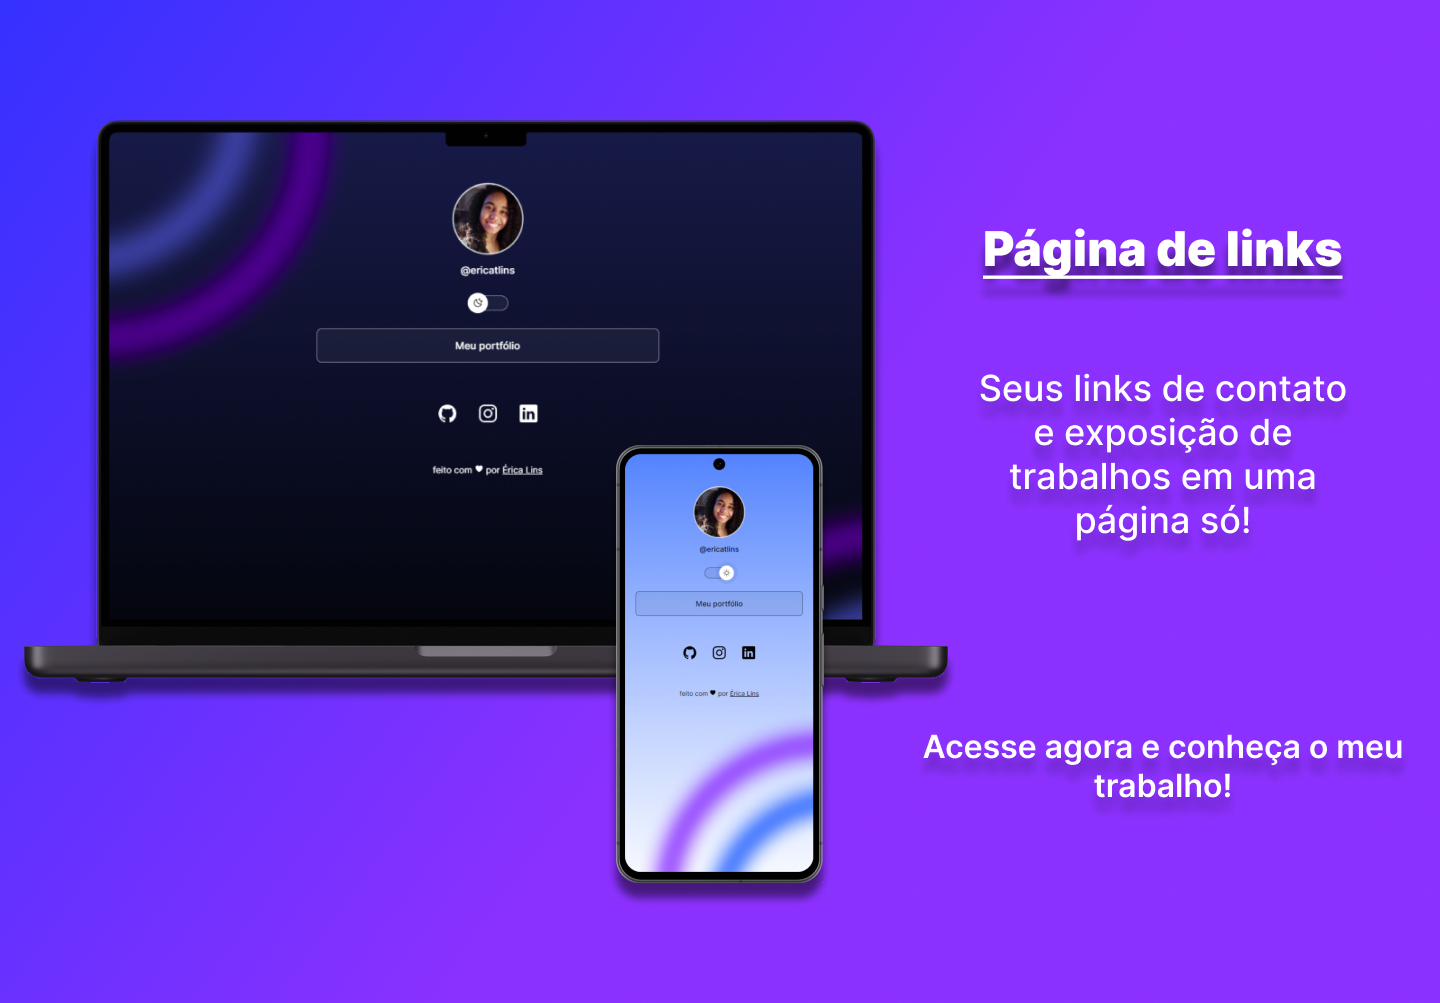 @ericatlins
Meu portfólio
feito com ♥ por Érica Lins
@ericatlins
Meu portfólio
feito com ♥ por Érica Lins
Página de links
Seus links de contato
e exposição de
trabalhos em uma
página só!
Acesse agora e conheça o meu
trabalho!